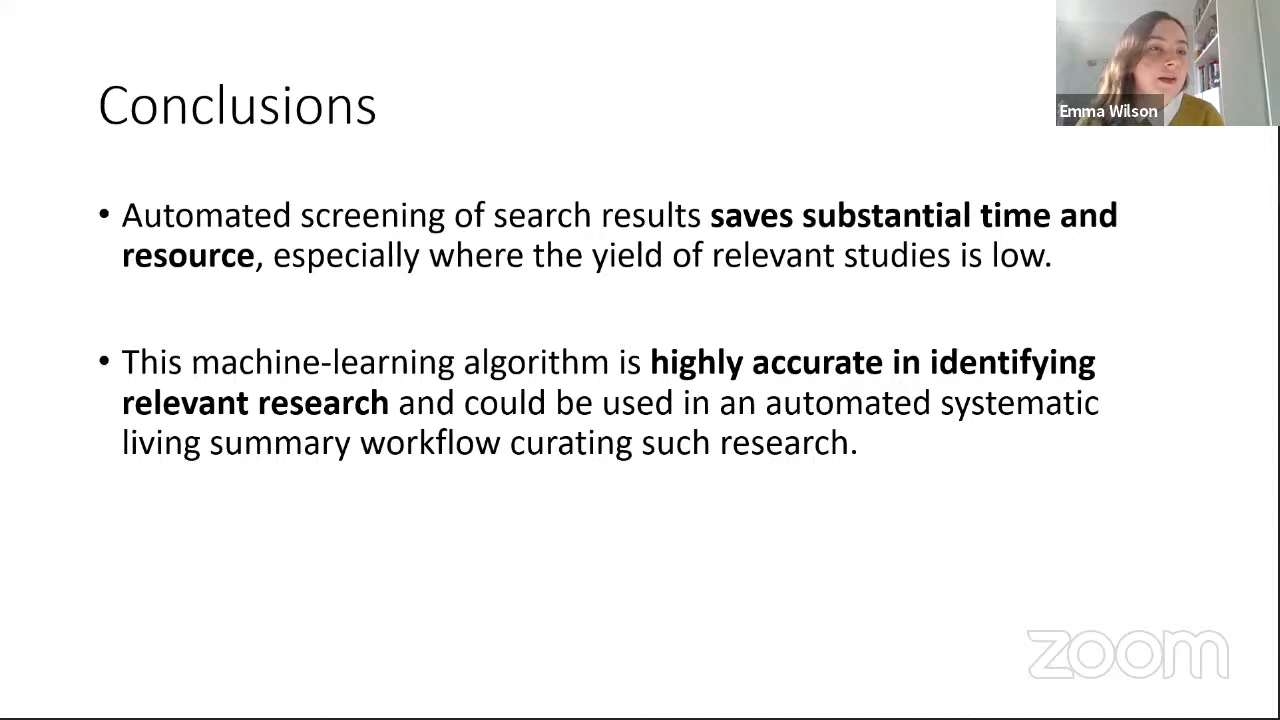 Conclusions
Emma Wilson
• Automated screening of search results saves substantial time and
resource, especially where the yield of relevant studies is low.
• This machine-learning algorithm is highly accurate in identifying
relevant research and could be used in an automated systematic
living summary workflow curating such research.
zoom